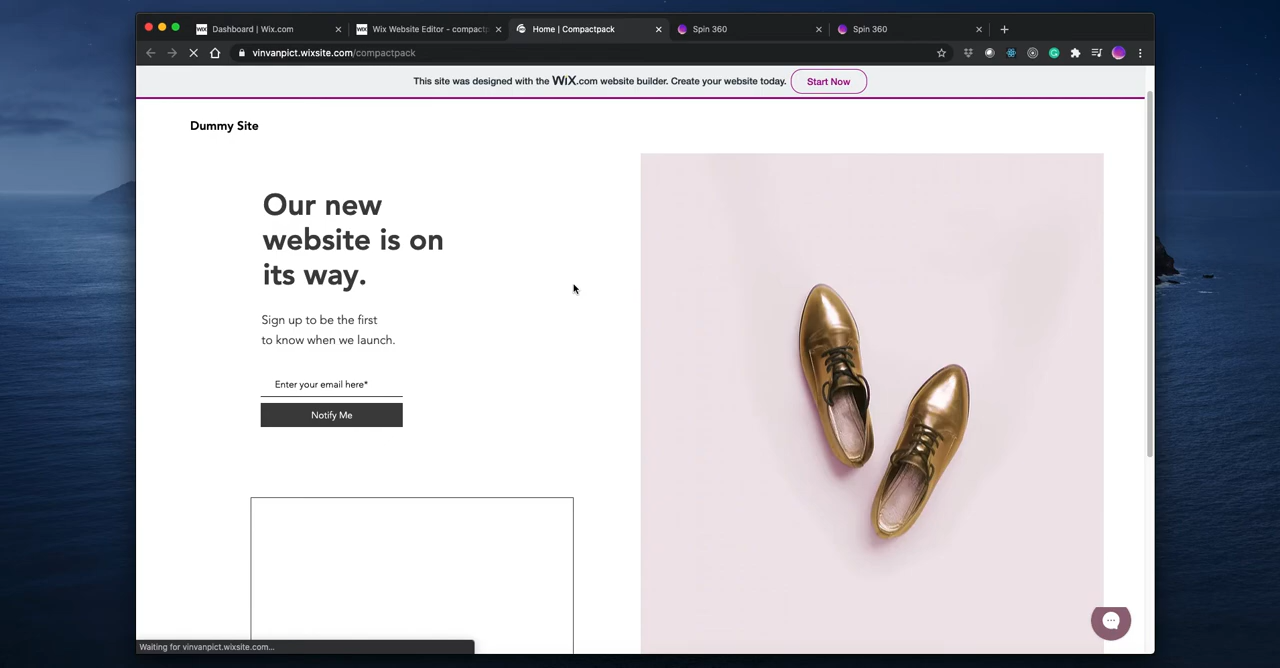 WiX Dashboard | Wix.com
WiX Wix Website Editor - compactp
Home | Compactpack
Spin 360
Spin 360
vinvanpict.wixsite.com/compactpack
This site was designed with the WiX.com website builder. Create your website today.
Start Now
Dummy Site
Our new
website is on
its way.
Sign up to be the first
to know when we launch.
Enter your email here*
Notify Me
Waiting for vinvanpict.wixsite.com...